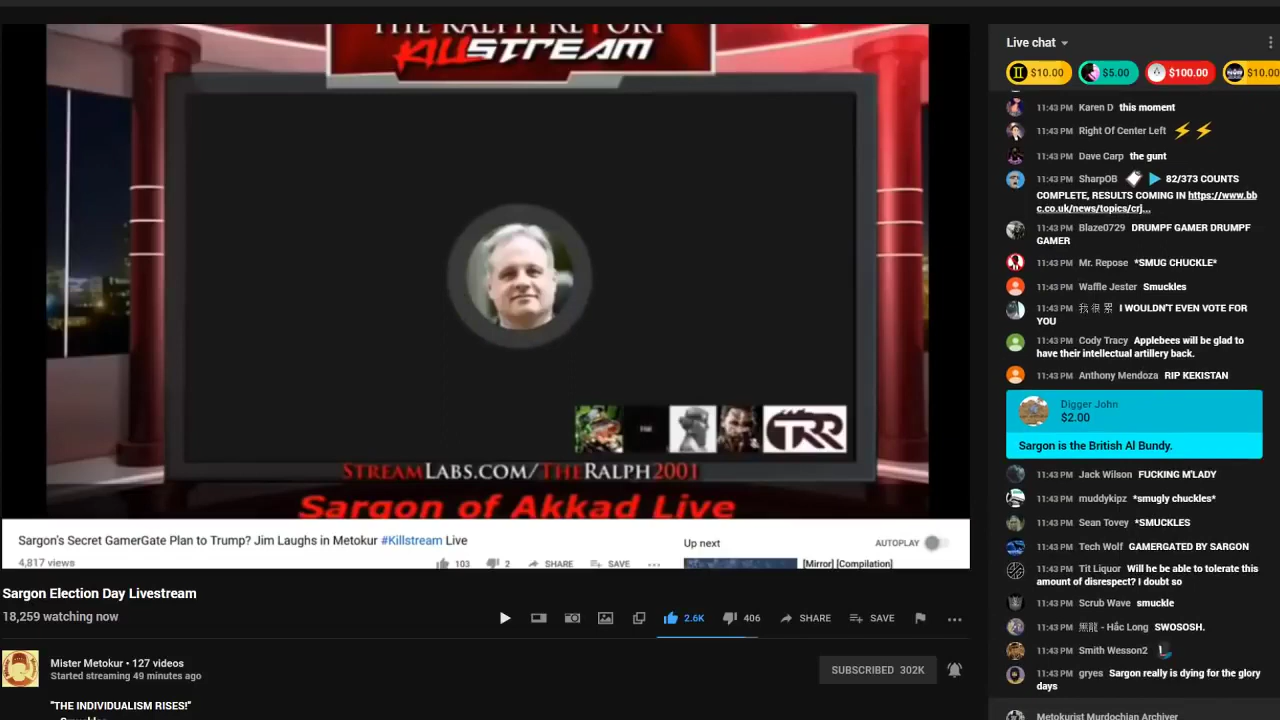 THE RALPH RETORT
KILLSTREAM
TRR
STREAMLABS.COM/THERALPH2001
Sargon of Akkad Live
Sargon's Secret GamerGate Plan to Trump? Jim Laughs in Metokur #Killstream Live
4,817 views
103
2
SHARE
SAVE
Up next
AUTOPLAY
[Mirror] [Compilation]
Sargon Election Day Livestream
18,259 watching now
2.6K
406
SHARE
SAVE
Mister Metokur • 127 videos
Started streaming 49 minutes ago
SUBSCRIBED 302K
"THE INDIVIDUALISM RISES!"
Live chat
$10.00
$5.00
$100.00
$10.00
11:43 PM Karen D this moment
11:43 PM Right Of Center Left ⚡⚡
11:43 PM Dave Carp the gunt
11:43 PM SharpOB 82/373 COUNTS
COMPLETE, RESULTS COMING IN https://www.bb
c.co.uk/news/topics/crj...
11:43 PM Blaze0729 DRUMPF GAMER DRUMPF
GAMER
11:43 PM Mr. Repose *SMUG CHUCKLE*
11:43 PM Waffle Jester Smuckles
11:43 PM 我很累 I WOULDN'T EVEN VOTE FOR
YOU
11:43 PM Cody Tracy Applebees will be glad to
have their intellectual artillery back.
11:43 PM Anthony Mendoza RIP KEKISTAN
Digger John
$2.00
Sargon is the British Al Bundy.
11:43 PM Jack Wilson FUCKING M'LADY
11:43 PM muddykipz *smugly chuckles*
11:43 PM Sean Tovey *SMUCKLES
11:43 PM Tech Wolf GAMERGATED BY SARGON
11:43 PM Tit Liquor Will he be able to tolerate this
amount of disrespect? I doubt so
11:43 PM Scrub Wave smuckle
11:43 PM 黑龍 - Hắc Long SWOSOSH.
11:43 PM Smith Wesson2
11:43 PM gryes Sargon really is dying for the glory
days
Metokurist Murdochian Archiver